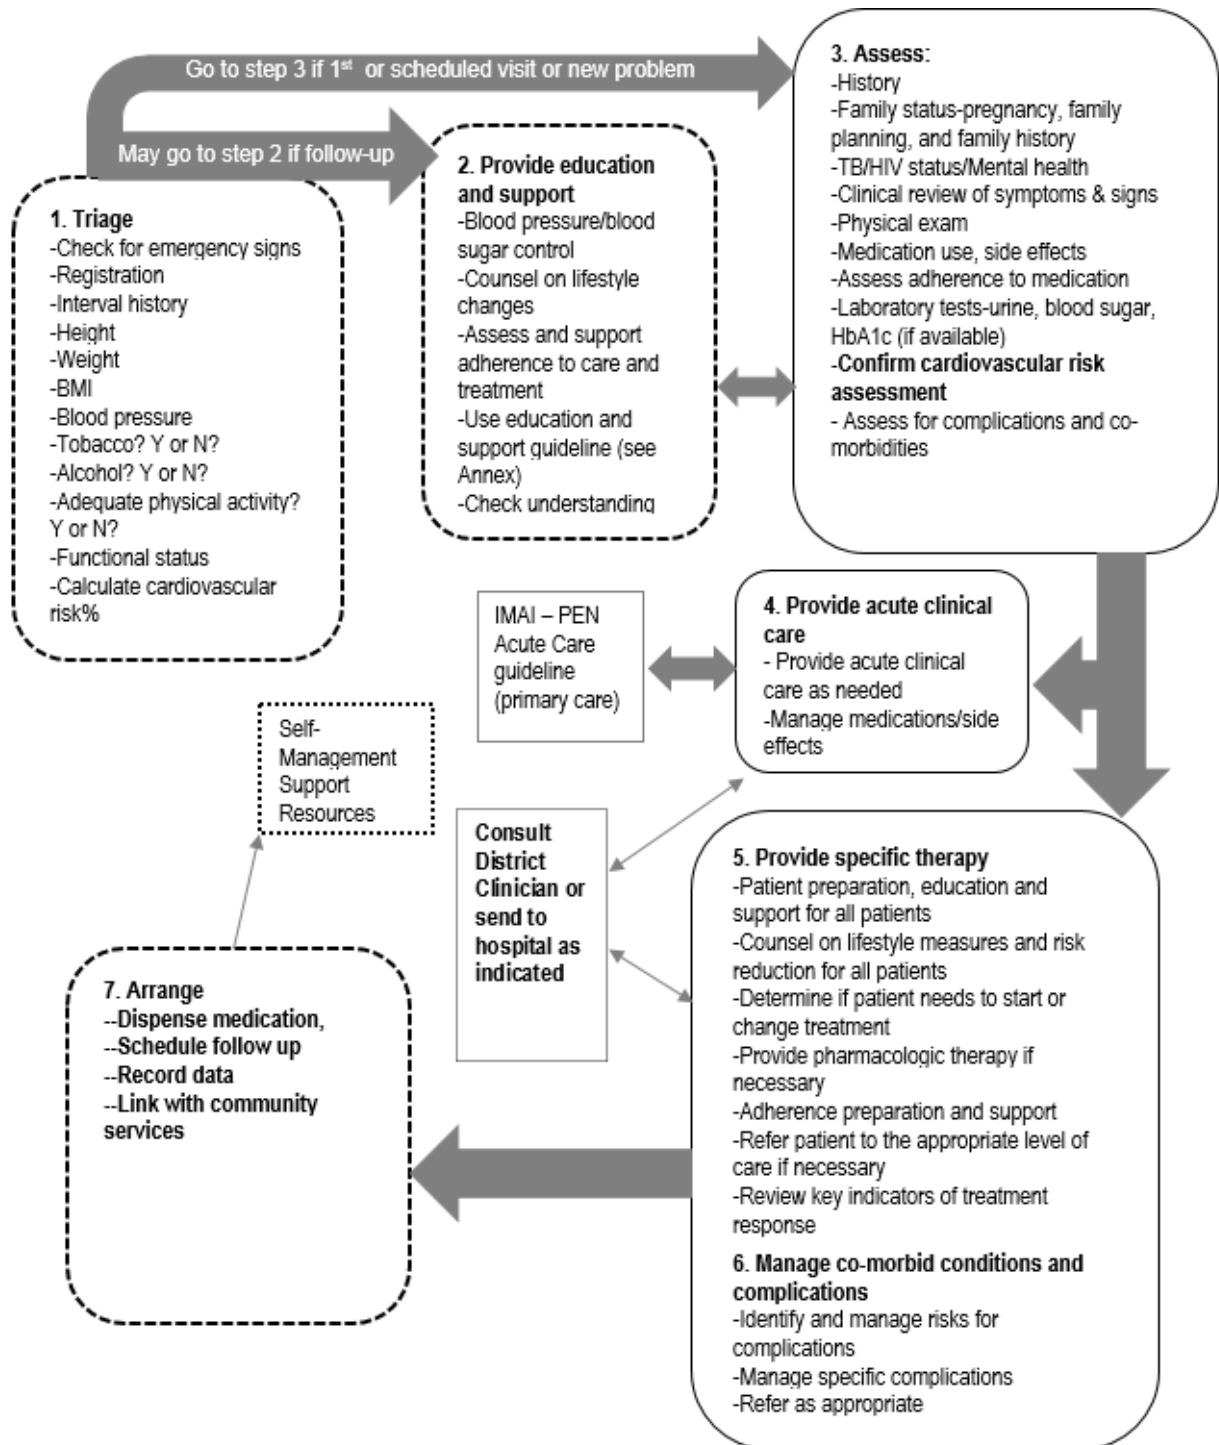 Go to step 3 if 1st or scheduled visit or new problem
May go to step 2 if follow-up
1. Triage
-Check for emergency signs
-Registration
-Interval history
-Height
-Weight
-BMI
-Blood pressure
-Tobacco? Y or N?
-Alcohol? Y or N?
-Adequate physical activity?
Y or N?
-Functional status
-Calculate cardiovascular
risk%
2. Provide education
and support
-Blood pressure/blood
sugar control
-Counsel on lifestyle
changes
-Assess and support
adherence to care and
treatment
-Use education and
support guideline (see
Annex)
-Check understanding
3. Assess:
-History
-Family status-pregnancy, family
planning, and family history
-TB/HIV status/Mental health
-Clinical review of symptoms & signs
-Physical exam
-Medication use, side effects
-Assess adherence to medication
-Laboratory tests-urine, blood sugar,
HbA1c (if available)
-Confirm cardiovascular risk
assessment
- Assess for complications and co-
morbidities
IMAI – PEN
Acute Care
guideline
(primary care)
4. Provide acute clinical
care
- Provide acute clinical
care as needed
-Manage medications/side
effects
Self-
Management
Support
Resources
Consult
District
Clinician or
send to
hospital as
indicated
5. Provide specific therapy
-Patient preparation, education and
support for all patients
-Counsel on lifestyle measures and risk
reduction for all patients
-Determine if patient needs to start or
change treatment
-Provide pharmacologic therapy if
necessary
-Adherence preparation and support
-Refer patient to the appropriate level of
care if necessary
-Review key indicators of treatment
response
6. Manage co-morbid conditions and
complications
-Identify and manage risks for
complications
-Manage specific complications
-Refer as appropriate
7. Arrange
--Dispense medication,
--Schedule follow up
--Record data
--Link with community
services